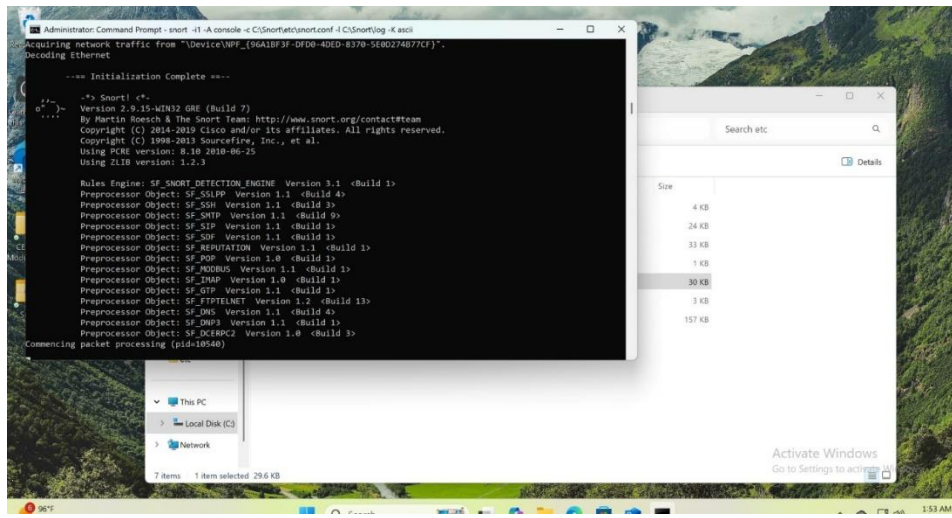 Administrator: Command Prompt - snort -i1 -A console -c C:\Snort\etc\snort.conf -l C:\Snort\log -K ascii
Acquiring network traffic from "\Device\NPF_{96A1BF3F-DFD0-4DED-8370-5E0D274B77CF}".
Decoding Ethernet
--== Initialization Complete ==--
,,_ -*> Snort! <*-
o" )~ Version 2.9.15-WIN32 GRE (Build 7)
'''' By Martin Roesch & The Snort Team: http://www.snort.org/contact#team
Copyright (C) 2014-2019 Cisco and/or its affiliates. All rights reserved.
Copyright (C) 1998-2013 Sourcefire, Inc., et al.
Using PCRE version: 8.10 2010-06-25
Using ZLIB version: 1.2.3
Rules Engine: SF_SNORT_DETECTION_ENGINE Version 3.1 <Build 1>
Preprocessor Object: SF_SSLPP Version 1.1 <Build 4>
Preprocessor Object: SF_SSH Version 1.1 <Build 3>
Preprocessor Object: SF_SMTP Version 1.1 <Build 9>
Preprocessor Object: SF_SIP Version 1.1 <Build 1>
Preprocessor Object: SF_SDF Version 1.1 <Build 1>
Preprocessor Object: SF_REPUTATION Version 1.1 <Build 1>
Preprocessor Object: SF_POP Version 1.0 <Build 1>
Preprocessor Object: SF_MODBUS Version 1.1 <Build 1>
Preprocessor Object: SF_IMAP Version 1.0 <Build 1>
Preprocessor Object: SF_GTP Version 1.1 <Build 1>
Preprocessor Object: SF_FTPTELNET Version 1.2 <Build 13>
Preprocessor Object: SF_DNS Version 1.1 <Build 4>
Preprocessor Object: SF_DNP3 Version 1.1 <Build 1>
Preprocessor Object: SF_DCERPC2 Version 1.0 <Build 3>
Commencing packet processing (pid=10540)
Search etc
Details
Size
4 KB
24 KB
33 KB
1 KB
30 KB
3 KB
157 KB
This PC
Local Disk (C:)
Network
7 items 1 item selected 29.6 KB
Activate Windows
Go to Settings to activate
6 96°F
Search
1:53 AM